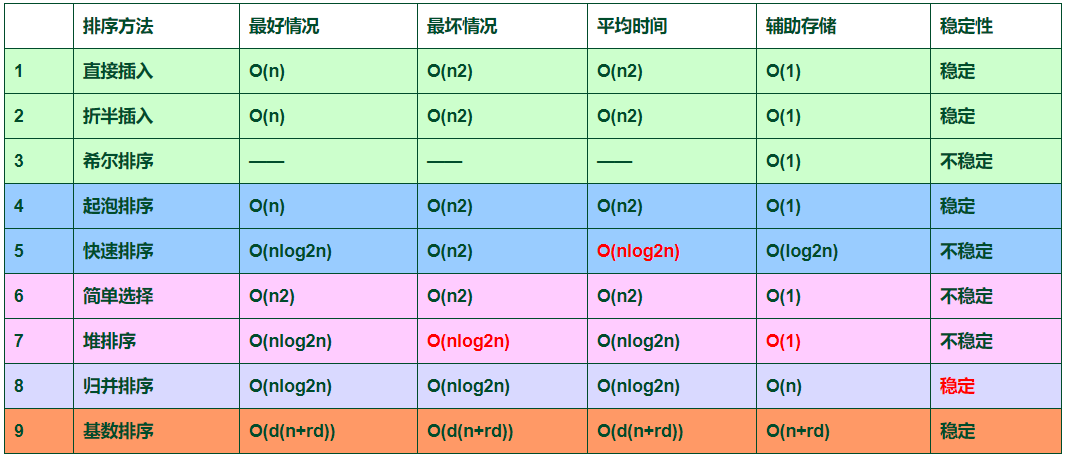 排序方法 最好情况 最坏情况 平均时间 辅助存储 稳定性
1 直接插入 O(n) O(n2) O(n2) O(1) 稳定
2 折半插入 O(n) O(n2) O(n2) O(1) 稳定
3 希尔排序 —— —— —— O(1) 不稳定
4 起泡排序 O(n) O(n2) O(n2) O(1) 稳定
5 快速排序 O(nlog2n) O(n2) O(nlog2n) O(log2n) 不稳定
6 简单选择 O(n2) O(n2) O(n2) O(1) 不稳定
7 堆排序 O(nlog2n) O(nlog2n) O(nlog2n) O(1) 不稳定
8 归并排序 O(nlog2n) O(nlog2n) O(nlog2n) O(n) 稳定
9 基数排序 O(d(n+rd)) O(d(n+rd)) O(d(n+rd)) O(n+rd) 稳定